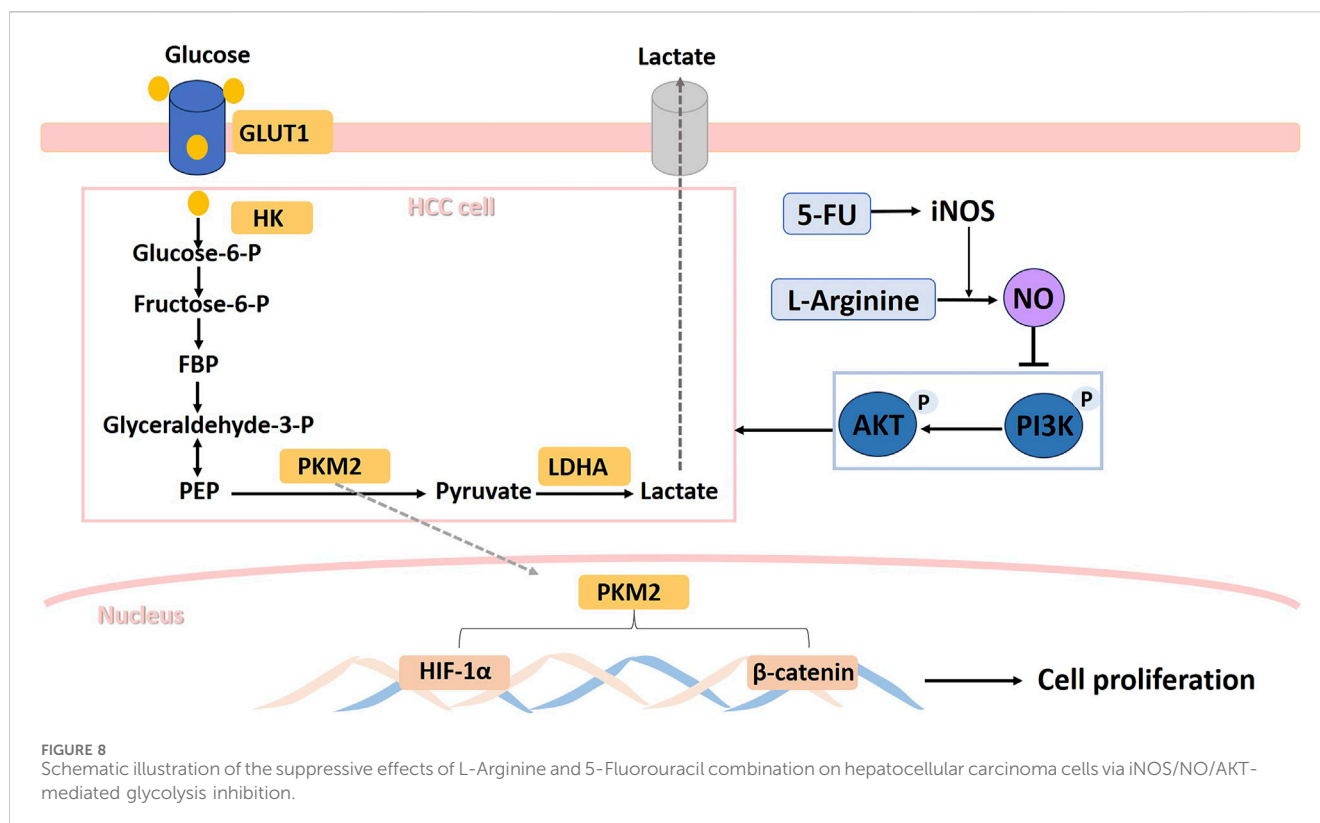 Glucose
Lactate
GLUT1
HCC cell
HK
Glucose-6-P
Fructose-6-P
FBP
Glyceraldehyde-3-P
PEP
PKM2
Pyruvate
LDHA
Lactate
5-FU
iNOS
L-Arginine
NO
AKT
P
PI3K
P
Nucleus
PKM2
HIF-1α
β-catenin
Cell proliferation
FIGURE 8
Schematic illustration of the suppressive effects of L-Arginine and 5-Fluorouracil combination on hepatocellular carcinoma cells via iNOS/NO/AKT-
mediated glycolysis inhibition.